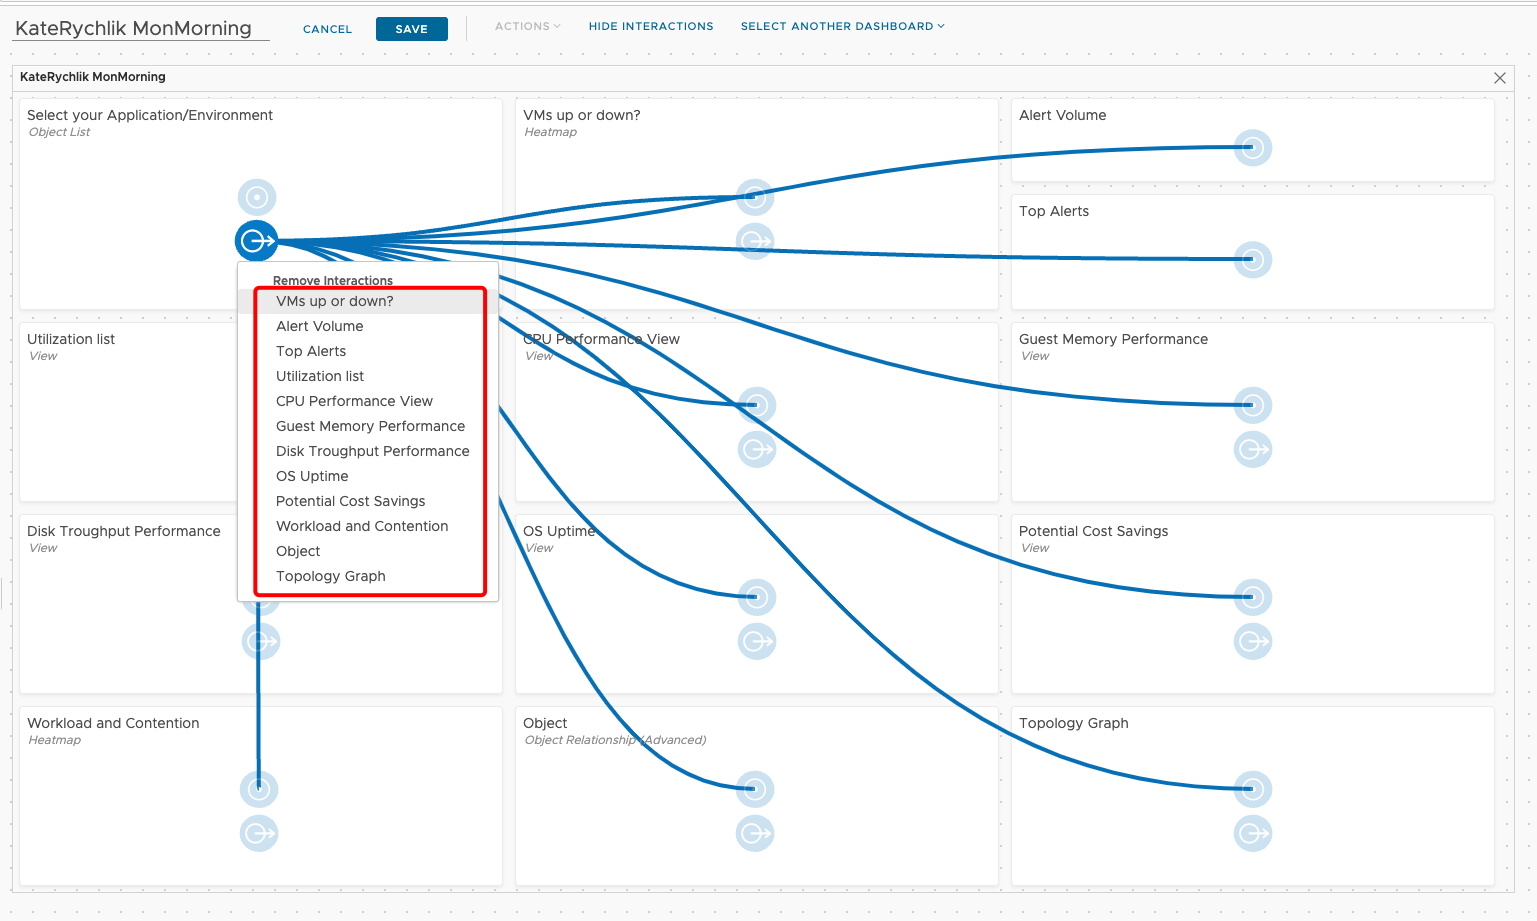 KateRychlik MonMorning
CANCEL
SAVE
ACTIONS
HIDE INTERACTIONS
SELECT ANOTHER DASHBOARD
KateRychlik MonMorning
Select your Application/Environment
Object List
VMs up or down?
Heatmap
Alert Volume
Top Alerts
Remove Interactions
VMs up or down?
Alert Volume
Top Alerts
Utilization list
CPU Performance View
Guest Memory Performance
Disk Troughput Performance
OS Uptime
Potential Cost Savings
Workload and Contention
Object
Topology Graph
Utilization list
View
CPU Performance View
View
Guest Memory Performance
View
Disk Troughput Performance
View
OS Uptime
View
Potential Cost Savings
View
Workload and Contention
Heatmap
Object
Object Relationship (Advanced)
Topology Graph